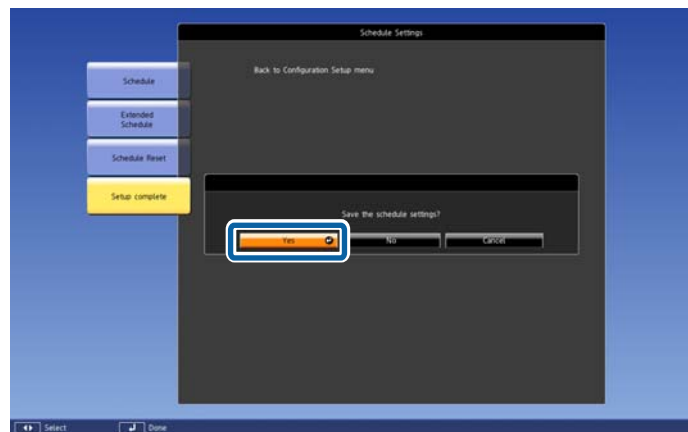 Schedule Settings
Back to Configuration Setup menu
Schedule
Extended
Schedule
Schedule Reset
Setup complete
Save the schedule settings?
Yes No Cancel
Select Done